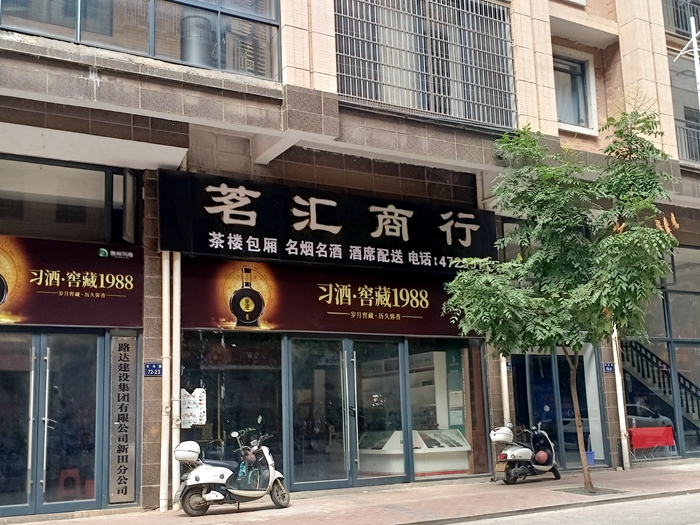 茗汇商行
茶楼包厢 名烟名酒 酒席配送 电话:4722
习酒·窖藏1988
岁月窖藏·历久弥香
习酒·窖藏1988
岁月窖藏·历久弥香
72-23
路达建设集团有限公司新田分公司